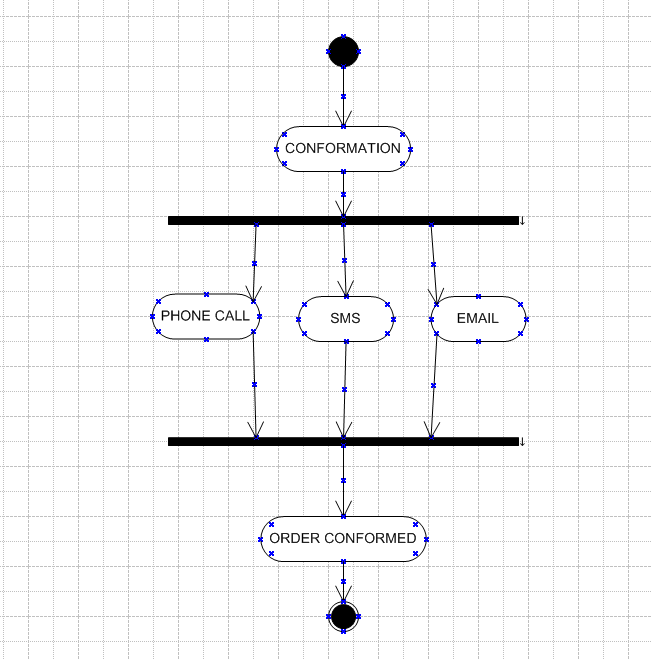 CONFORMATION
PHONE CALL
SMS
EMAIL
ORDER CONFORMED